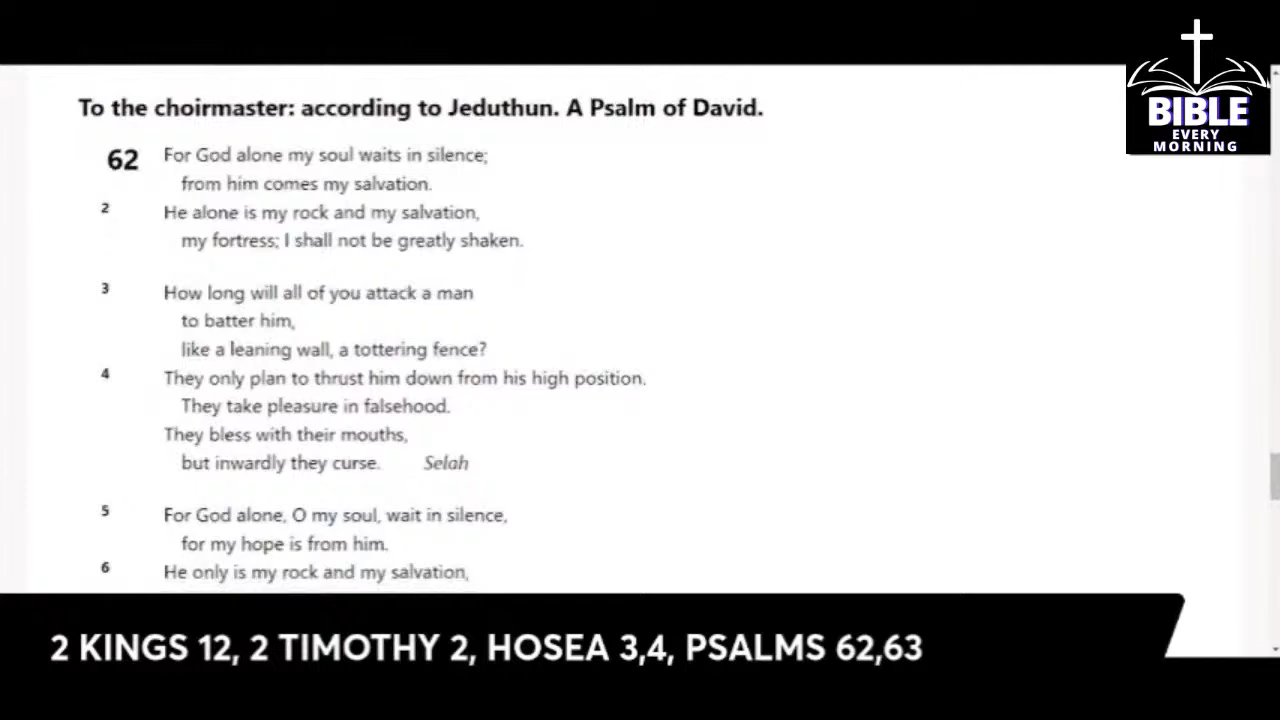 BIBLE
EVERY
MORNING
To the choirmaster: according to Jeduthun. A Psalm of David.
62 For God alone my soul waits in silence;
from him comes my salvation.
2 He alone is my rock and my salvation,
my fortress; I shall not be greatly shaken.
3 How long will all of you attack a man
to batter him,
like a leaning wall, a tottering fence?
4 They only plan to thrust him down from his high position.
They take pleasure in falsehood.
They bless with their mouths,
but inwardly they curse. Selah
5 For God alone, O my soul, wait in silence,
for my hope is from him.
6 He only is my rock and my salvation,
2 KINGS 12, 2 TIMOTHY 2, HOSEA 3,4, PSALMS 62,63